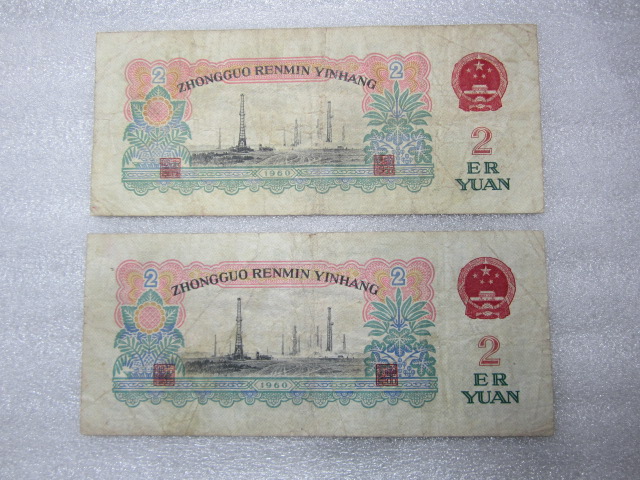 2 2
ZHONGGUO RENMIN YINHANG
1960
2
ER
YUAN
2 2
ZHONGGUO RENMIN YINHANG
1960
2
ER
YUAN